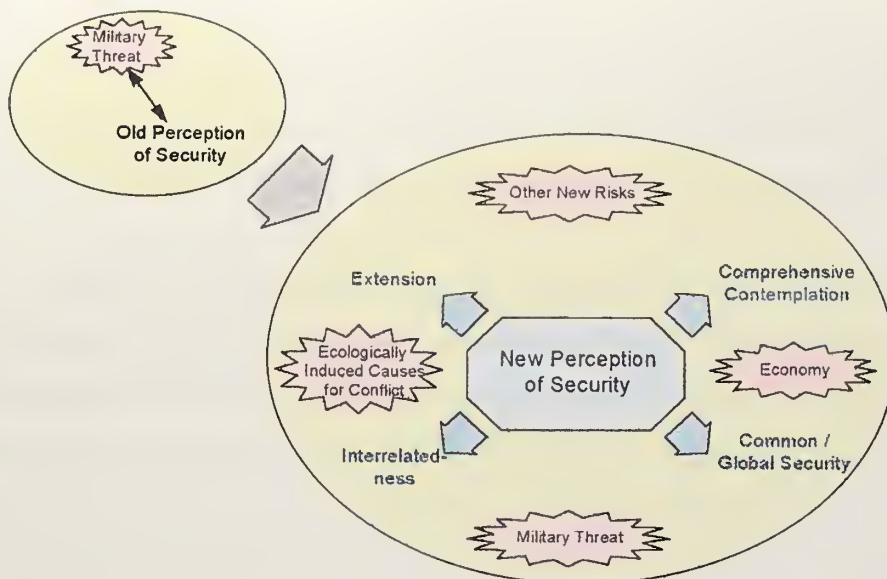 Military
Threat
Old Perception
of Security
Other New Risks
Extension
Comprehensive
Contemplation
Ecologically
Induced Causes
for Conflict
New Perception
of Security
Economy
Interrelated-
ness
Common /
Global Security
Military Threat